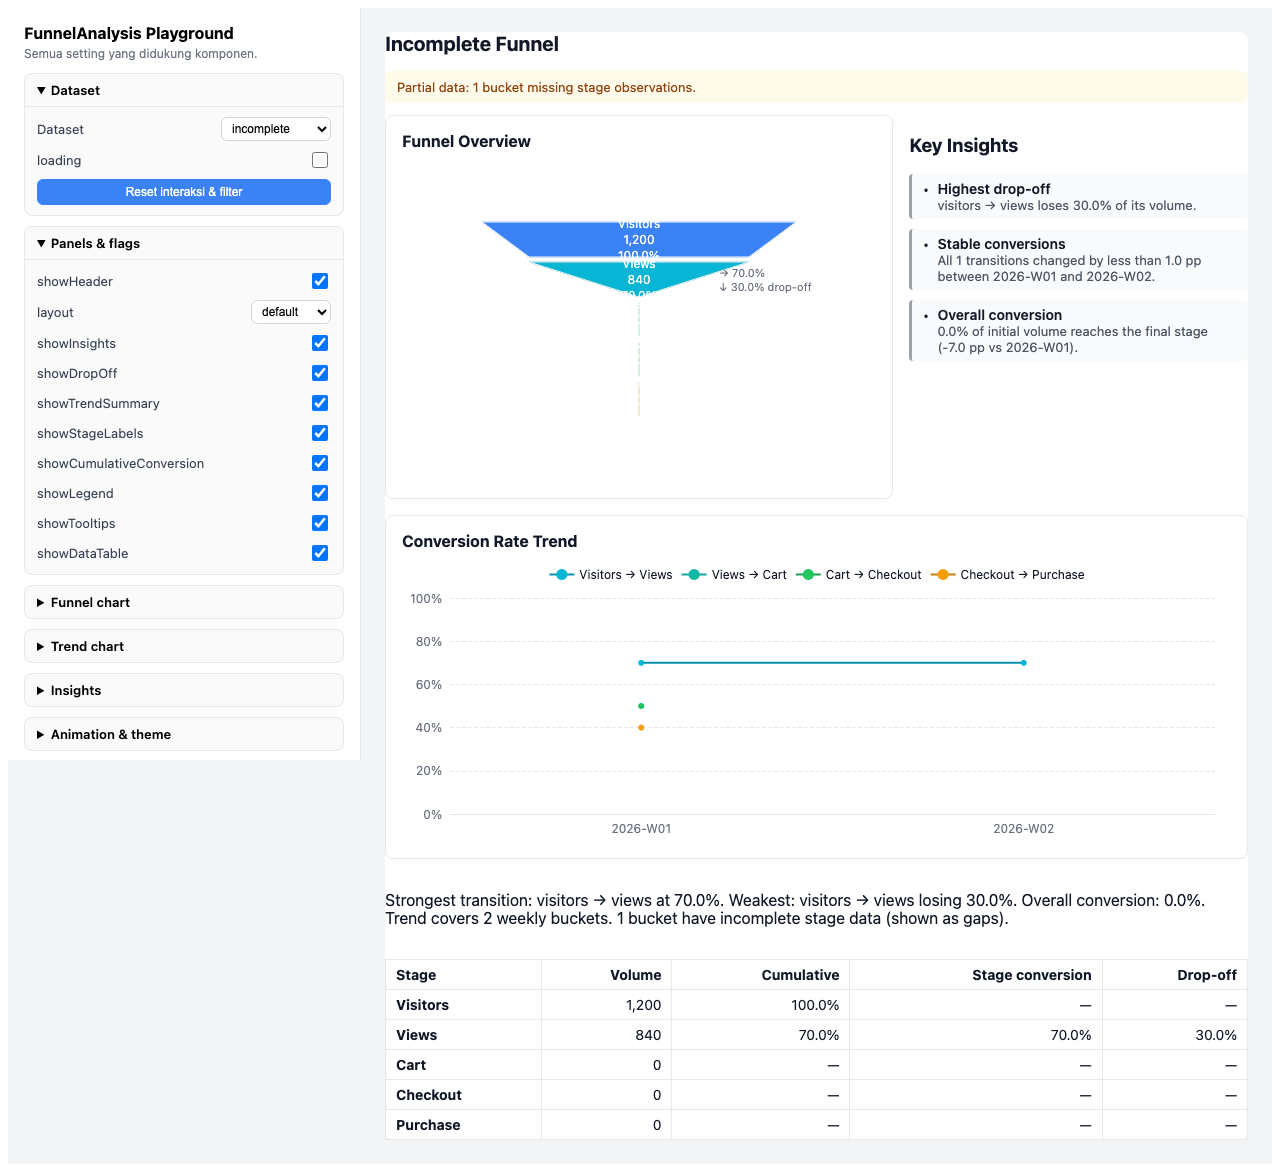 FunnelAnalysis Playground
Semua setting yang didukung komponen.
▼ Dataset
Dataset
incomplete
loading
Reset interaksi & filter
▼ Panels & flags
showHeader
layout
default
showInsights
showDropOff
showTrendSummary
showStageLabels
showCumulativeConversion
showLegend
showTooltips
showDataTable
▶ Funnel chart
▶ Trend chart
▶ Insights
▶ Animation & theme
Incomplete Funnel
Partial data: 1 bucket missing stage observations.
Funnel Overview
Visitors
1,200
100.0%
Views
840
70.0%
→ 70.0%
↓ 30.0% drop-off
Key Insights
• Highest drop-off
visitors → views loses 30.0% of its volume.
• Stable conversions
All 1 transitions changed by less than 1.0 pp
between 2026-W01 and 2026-W02.
• Overall conversion
0.0% of initial volume reaches the final stage
(-7.0 pp vs 2026-W01).
Conversion Rate Trend
Visitors → Views Views → Cart Cart → Checkout Checkout → Purchase
100%
80%
60%
40%
20%
0%
2026-W01 2026-W02
Strongest transition: visitors → views at 70.0%. Weakest: visitors → views losing 30.0%. Overall conversion: 0.0%.
Trend covers 2 weekly buckets. 1 bucket have incomplete stage data (shown as gaps).
Stage Volume Cumulative Stage conversion Drop-off
Visitors 1,200 100.0% — —
Views 840 70.0% 70.0% 30.0%
Cart 0 — — —
Checkout 0 — — —
Purchase 0 — — —